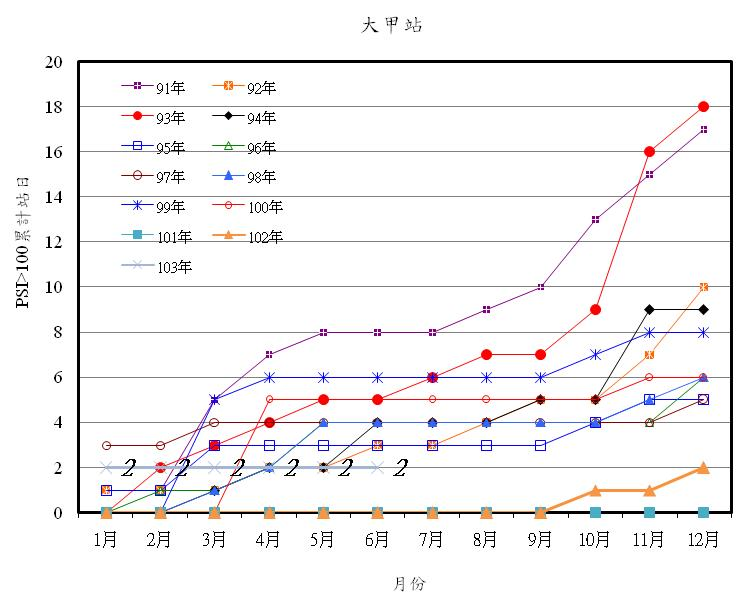 大甲站
20
18
16
14
12
10
8
6
4
2
0
PSI>100累計站日
91年 92年
93年 94年
95年 96年
97年 98年
99年 100年
101年 102年
103年
2 2 2 2 2 2
1月 2月 3月 4月 5月 6月 7月 8月 9月 10月 11月 12月
月份